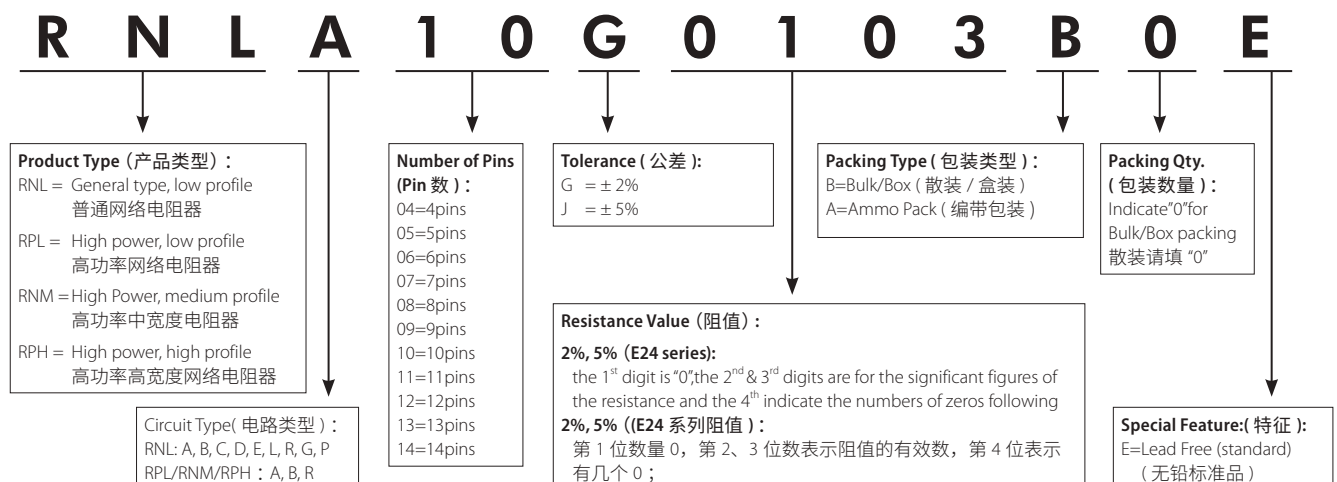 R N L A 1 0 G 0 1 0 3 B 0 E
Product Type（产品类型）:
RNL = General type, low profile
普通网络电阻器
RPL = High power, low profile
高功率网络电阻器
RNM =High Power, medium profile
高功率中宽度电阻器
RPH = High power, high profile
高功率高宽度网络电阻器
Circuit Type( 电路类型 ) :
RNL: A, B, C, D, E, L, R, G, P
RPL/RNM/RPH : A, B, R
Number of Pins
(Pin 数 ) :
04=4pins
05=5pins
06=6pins
07=7pins
08=8pins
09=9pins
10=10pins
11=11pins
12=12pins
13=13pins
14=14pins
Tolerance ( 公差 ):
G = ± 2%
J = ± 5%
Resistance Value（阻值）:
2%, 5%（E24 series):
the 1st digit is "0",the 2nd & 3rd digits are for the significant figures of
the resistance and the 4th indicate the numbers of zeros following
2%, 5%（(E24 系列阻值 ) :
第 1 位数量 0，第 2、3 位数表示阻值的有效数，第 4 位表示
有几个 0；
Packing Type ( 包装类型 ) :
B=Bulk/Box ( 散装 / 盒装 )
A=Ammo Pack ( 编带包装 )
Packing Qty.
( 包装数量 ) :
Indicate"0"for
Bulk/Box packing
散装请填 "0"
Special Feature:( 特征 ):
E=Lead Free (standard)
( 无铅标准品 )